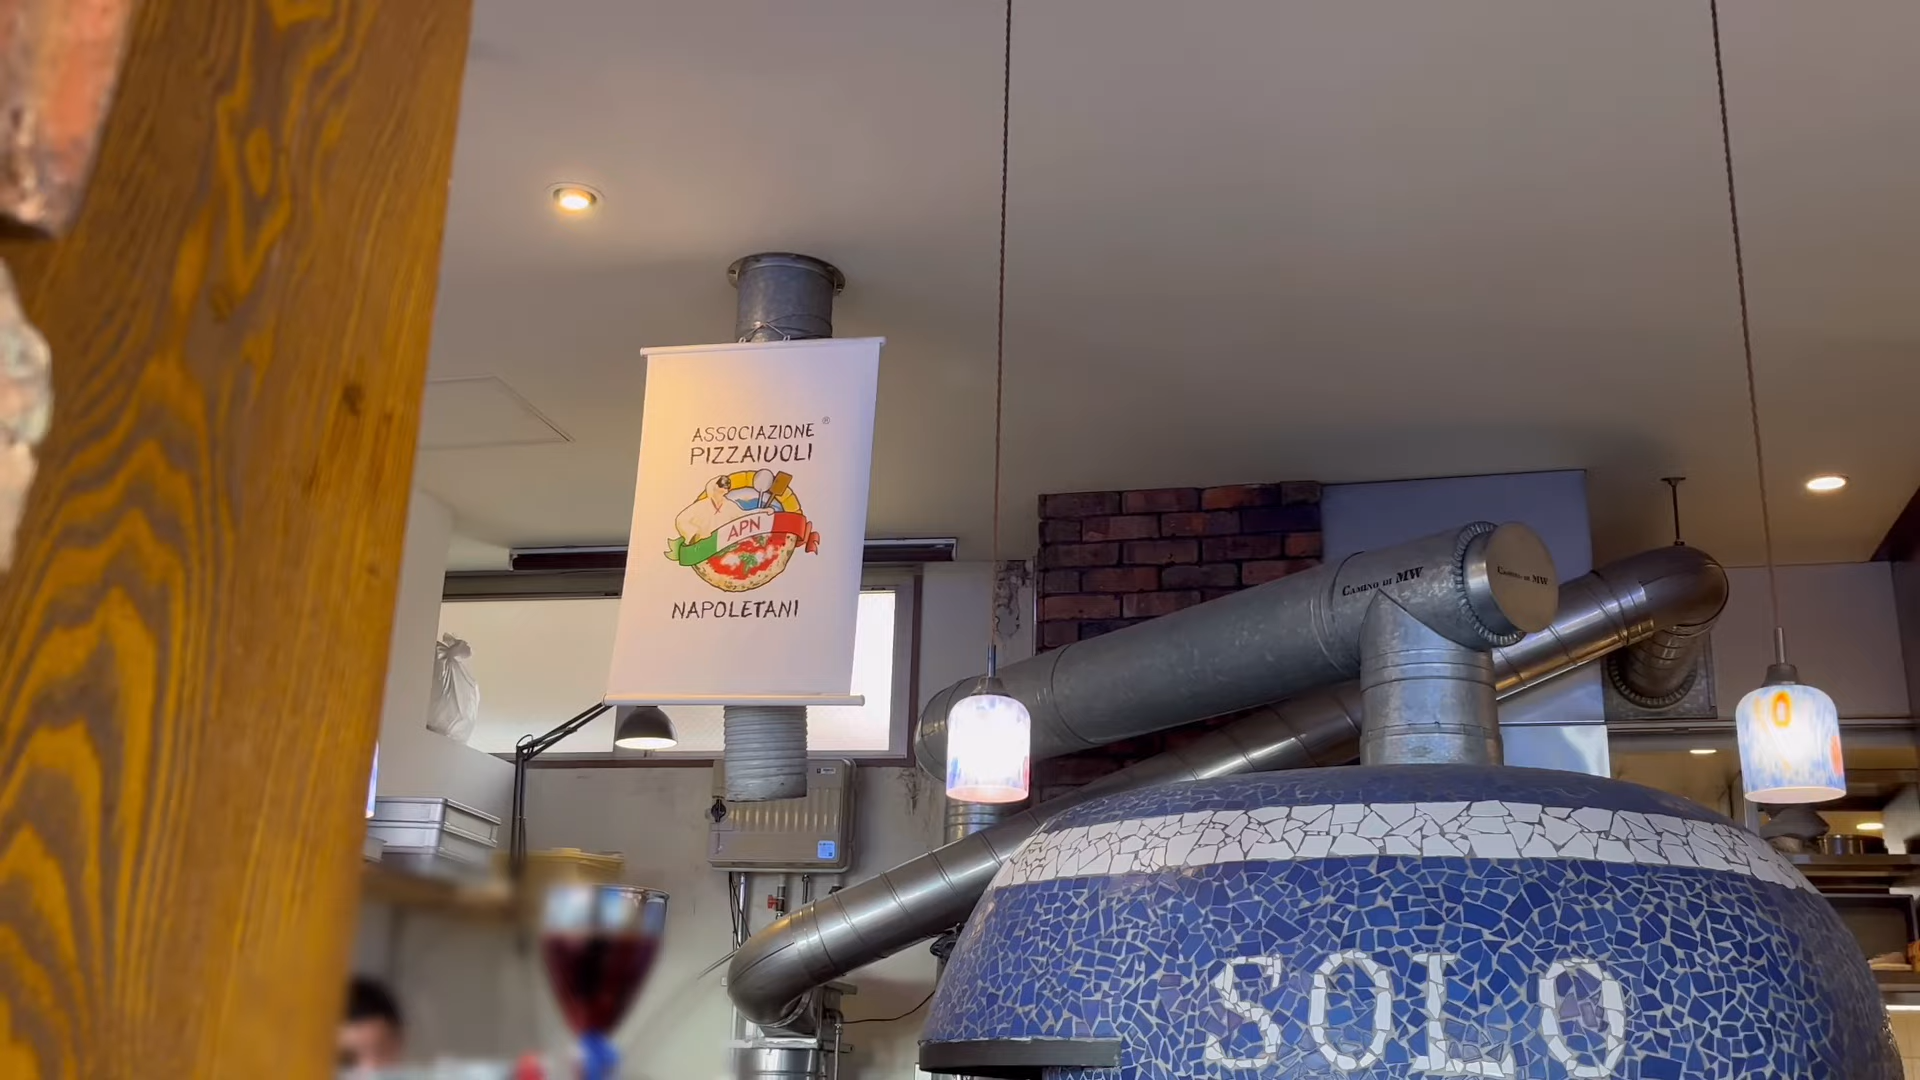 ASSOCIAZIONE ®
PIZZAIUOLI
APN
NAPOLETANI
CAMINO DI MW
CAMINO DI MW
SOLO